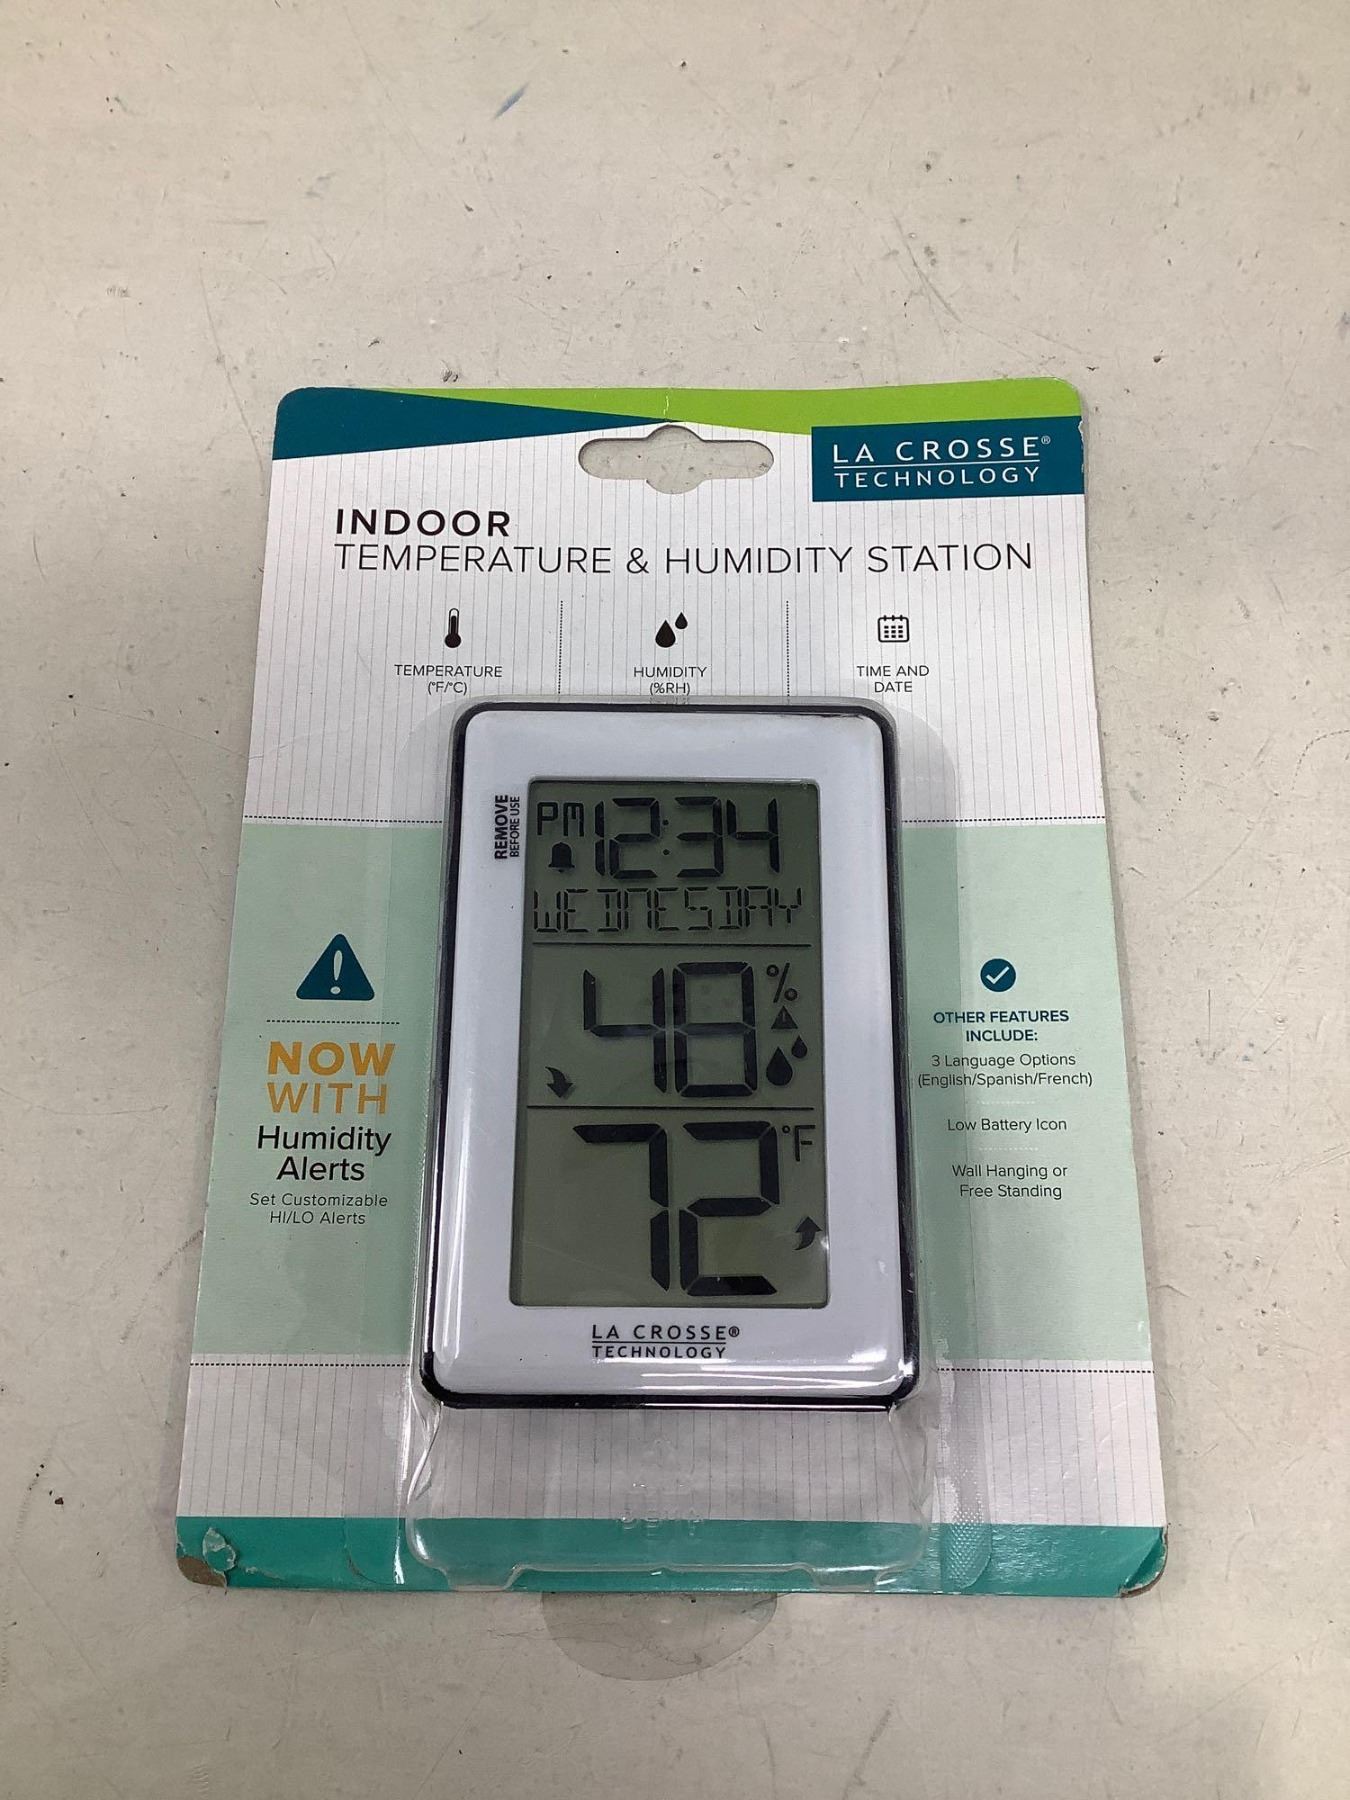 LA CROSSE®
TECHNOLOGY
INDOOR
TEMPERATURE & HUMIDITY STATION
TEMPERATURE
(°F/°C)
HUMIDITY
(%RH)
TIME AND
DATE
REMOVE
BEFORE USE
PM 12:34
WEDNESDAY
48 %
72 °F
LA CROSSE®
TECHNOLOGY
NOW
WITH
Humidity
Alerts
Set Customizable
HI/LO Alerts
OTHER FEATURES
INCLUDE:
3 Language Options
(English/Spanish/French)
Low Battery Icon
Wall Hanging or
Free Standing